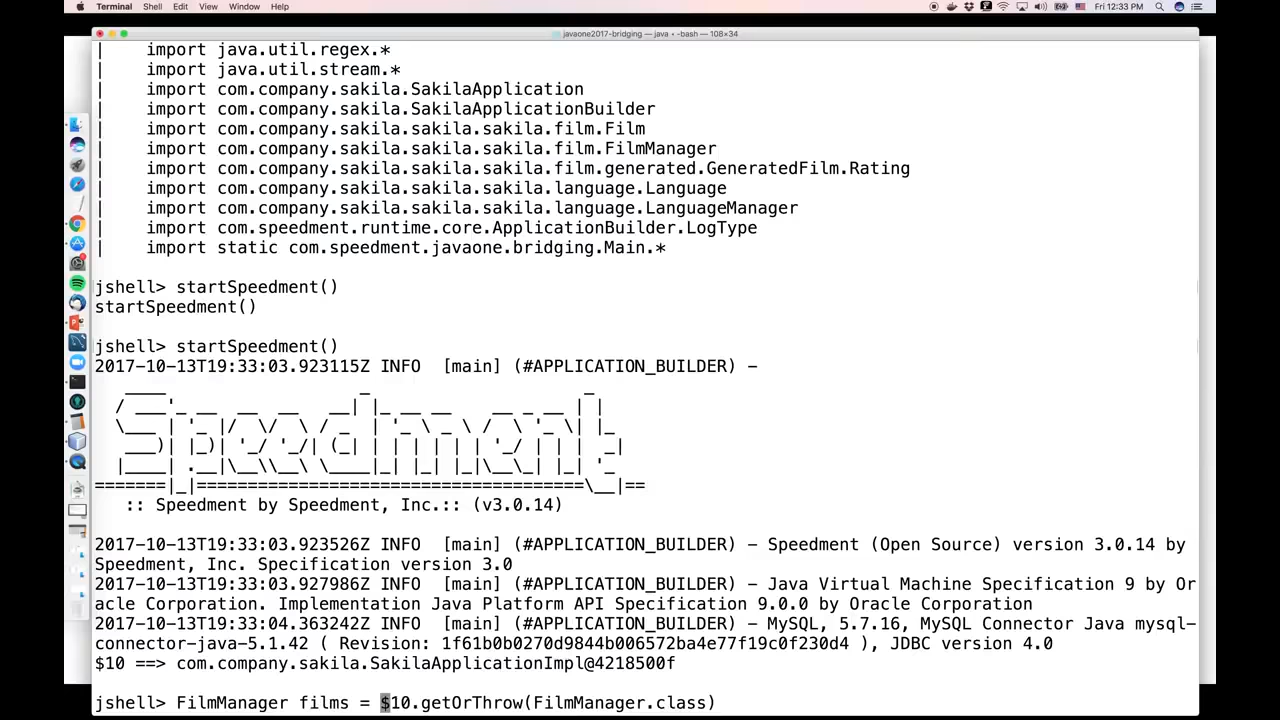 Terminal Shell Edit View Window Help Fri 12:33 PM
javaone2017-bridging — java • -bash — 108×34
| import java.util.regex.*
| import java.util.stream.*
| import com.company.sakila.SakilaApplication
| import com.company.sakila.SakilaApplicationBuilder
| import com.company.sakila.sakila.sakila.film.Film
| import com.company.sakila.sakila.sakila.film.FilmManager
| import com.company.sakila.sakila.sakila.film.generated.GeneratedFilm.Rating
| import com.company.sakila.sakila.sakila.language.Language
| import com.company.sakila.sakila.sakila.language.LanguageManager
| import com.speedment.runtime.core.ApplicationBuilder.LogType
| import static com.speedment.javaone.bridging.Main.*
jshell> startSpeedment()
startSpeedment()
jshell> startSpeedment()
2017-10-13T19:33:03.923115Z INFO [main] (#APPLICATION_BUILDER) -
Speedment
:: Speedment by Speedment, Inc.:: (v3.0.14)
2017-10-13T19:33:03.923526Z INFO [main] (#APPLICATION_BUILDER) - Speedment (Open Source) version 3.0.14 by
Speedment, Inc. Specification version 3.0
2017-10-13T19:33:03.927986Z INFO [main] (#APPLICATION_BUILDER) - Java Virtual Machine Specification 9 by Or
acle Corporation. Implementation Java Platform API Specification 9.0.0 by Oracle Corporation
2017-10-13T19:33:04.363242Z INFO [main] (#APPLICATION_BUILDER) - MySQL, 5.7.16, MySQL Connector Java mysql-
connector-java-5.1.42 ( Revision: 1f61b0b0270d9844b006572ba4e77f19c0f230d4 ), JDBC version 4.0
$10 ==> com.company.sakila.SakilaApplicationImpl@4218500f
jshell> FilmManager films = $10.getOrThrow(FilmManager.class)